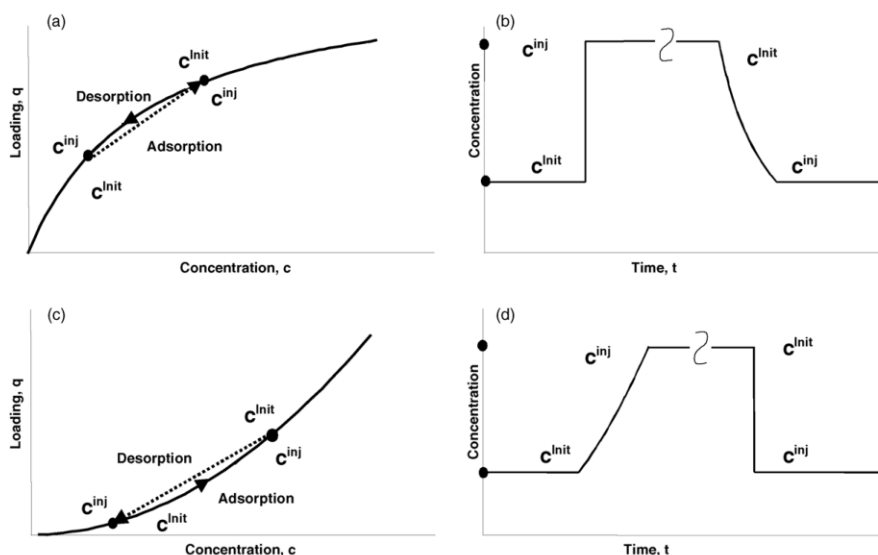 (a)
C^Init
C^inj
Desorption
Adsorption
C^inj
C^Init
Loading, q
Concentration, c
(b)
C^inj
C^Init
C^Init
C^inj
Concentration
Time, t
(c)
C^Init
C^inj
Desorption
Adsorption
C^inj
C^Init
Loading, q
Concentration, c
(d)
C^inj
C^Init
C^Init
C^inj
Concentration
Time, t